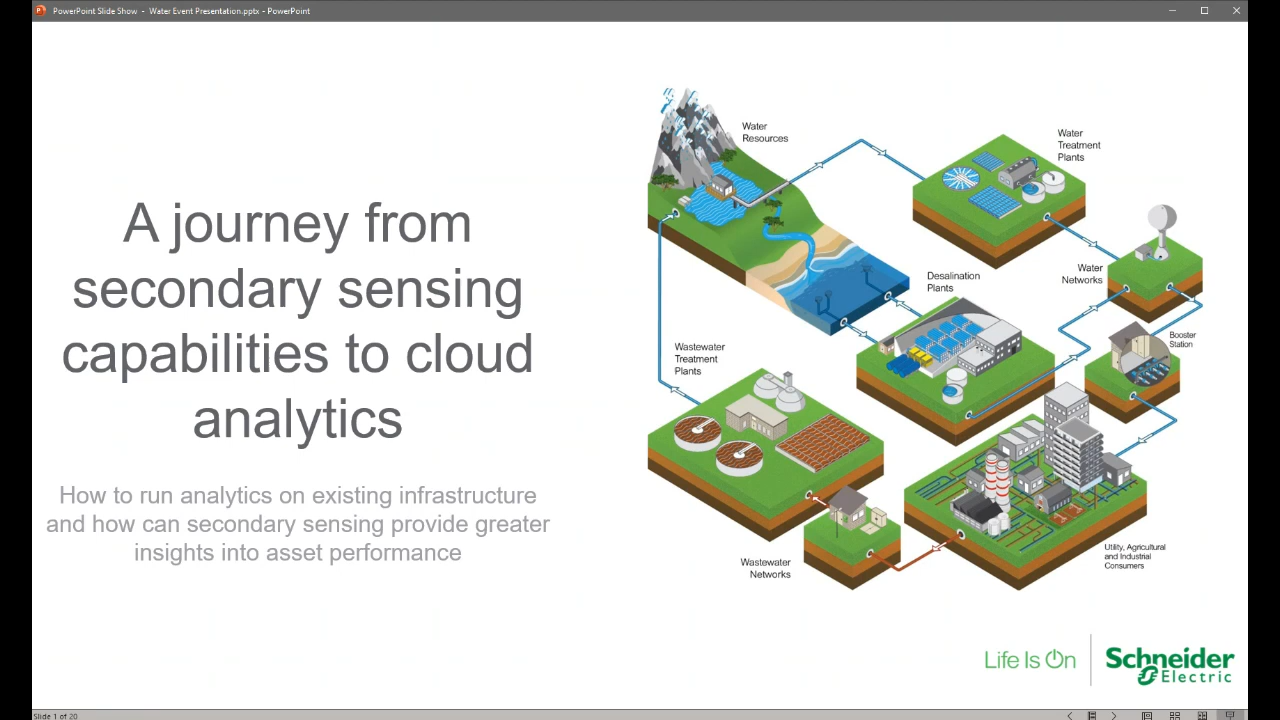 PowerPoint Slide Show - Water Event Presentation.pptx - PowerPoint
A journey from
secondary sensing
capabilities to cloud
analytics
How to run analytics on existing infrastructure
and how can secondary sensing provide greater
insights into asset performance
Water
Resources
Water
Treatment
Plants
Water
Networks
Desalination
Plants
Booster
Station
Wastewater
Treatment
Plants
Wastewater
Networks
Utility, Agricultural
and Industrial
Consumers
Life Is On
Schneider
Electric
Slide 1 of 20